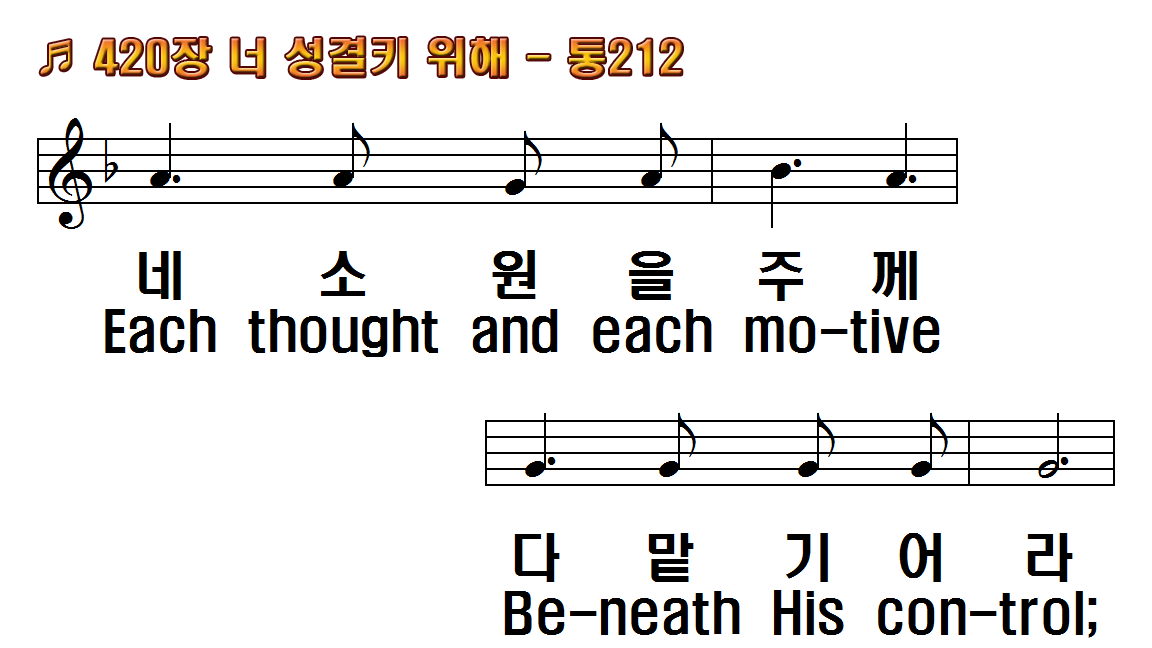 ♬ 420장 너 성결키 위해 - 통212
네 소 원 을 주 께
Each thought and each mo-tive
다 맡 기 어 라
Be-neath His con-trol;